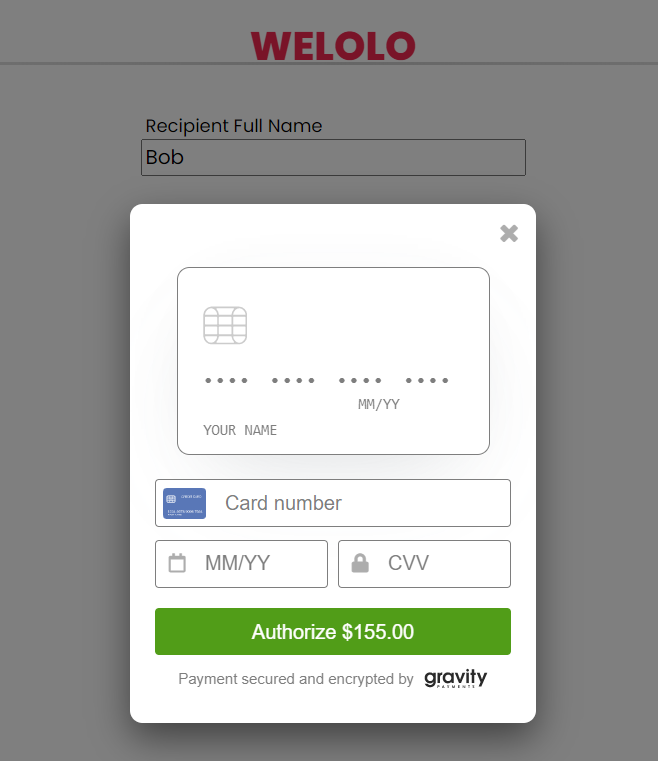 WELOLO
Recipient Full Name
Bob
•••• •••• •••• ••••
MM/YY
YOUR NAME
Card number
MM/YY
CVV
Authorize $155.00
Payment secured and encrypted by gravity
PAYMENTS